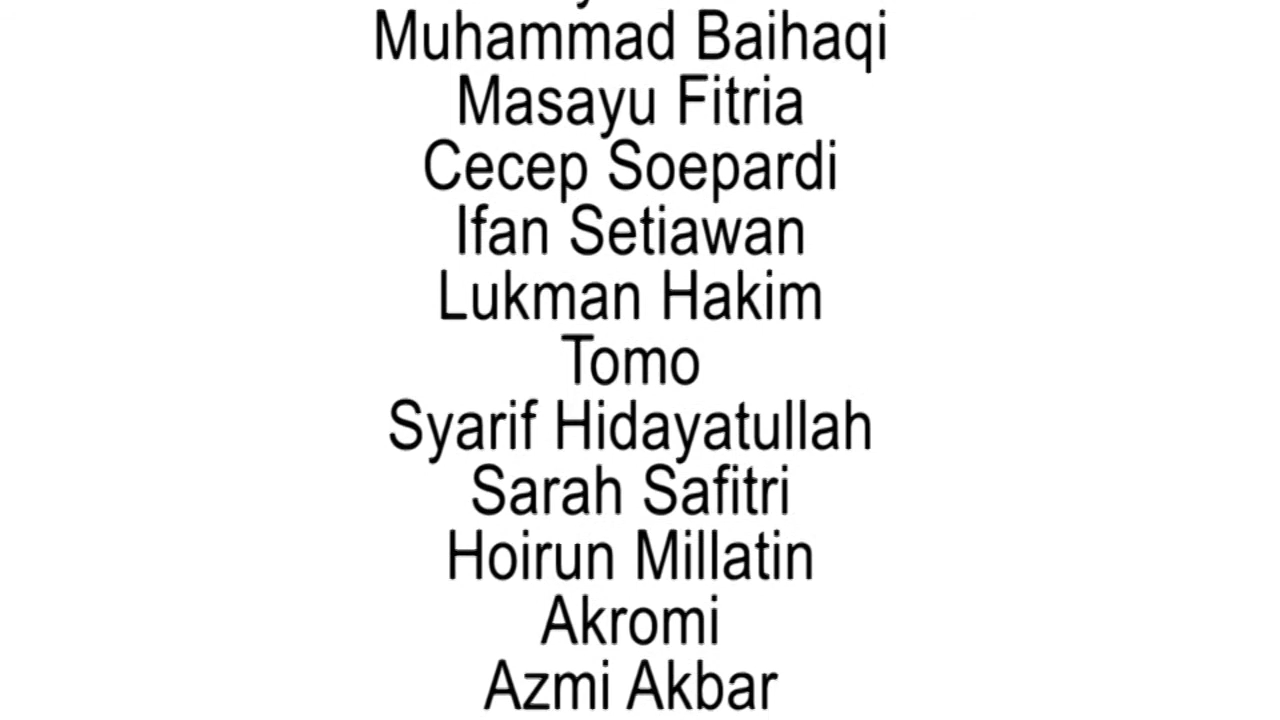 Muhammad Baihaqi
Masayu Fitria
Cecep Soepardi
Ifan Setiawan
Lukman Hakim
Tomo
Syarif Hidayatullah
Sarah Safitri
Hoirun Millatin
Akromi
Azmi Akbar